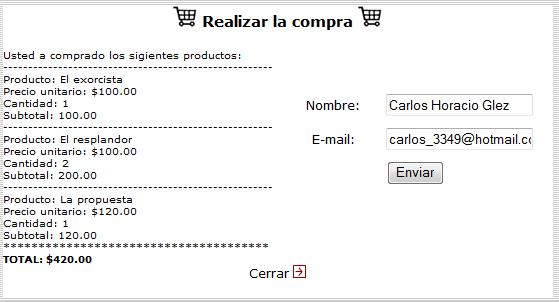 Realizar la compra
Usted a comprado los sigientes productos:
------------------------------------------------------
Producto: El exorcista
Precio unitario: $100.00
Cantidad: 1
Subtotal: 100.00
------------------------------------------------------
Producto: El resplandor
Precio unitario: $100.00
Cantidad: 2
Subtotal: 200.00
------------------------------------------------------
Producto: La propuesta
Precio unitario: $120.00
Cantidad: 1
Subtotal: 120.00
**************************************
TOTAL: $420.00
Nombre: Carlos Horacio Glez
E-mail: carlos_3349@hotmail.co
Enviar
Cerrar